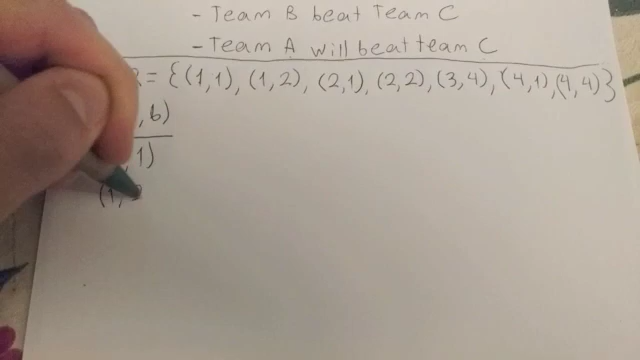 - Team B beat Team C
- Team A will beat team C
= {(1,1), (1,2), (2,1), (2,2), (3,4), (4,1), (4,4)}
, b)
, 1)
(1,